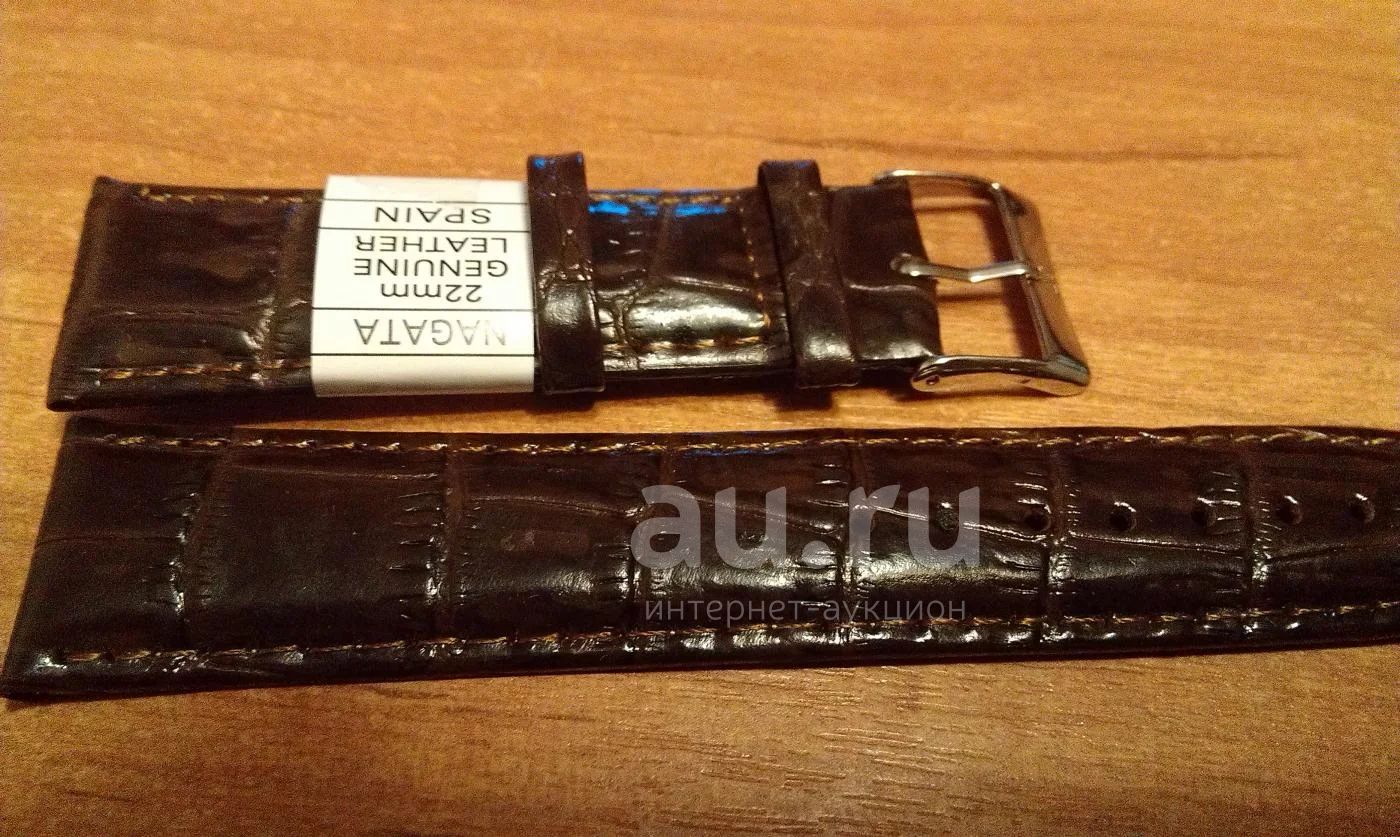 NAGATA
22mm
GENUINE
LEATHER
SPAIN
au.ru
интернет-аукцион